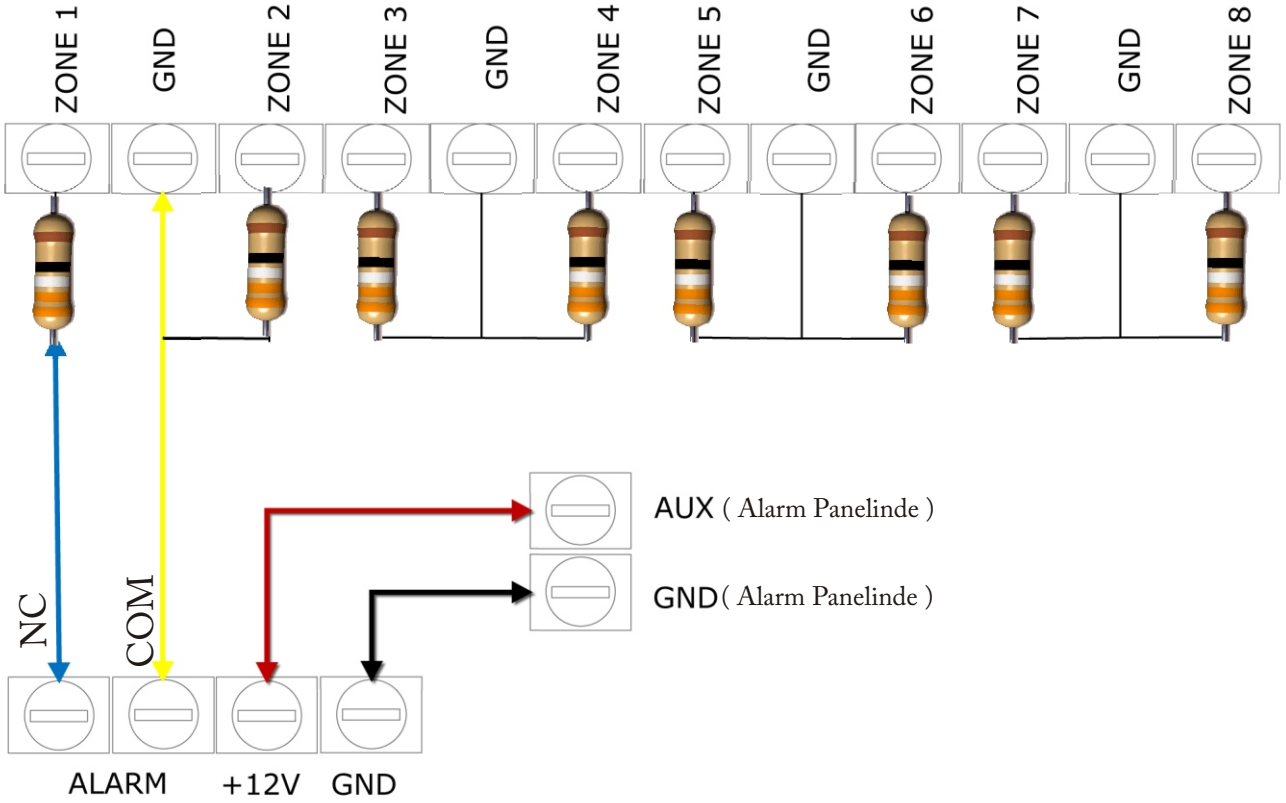 ZONE 1
GND
ZONE 2
ZONE 3
GND
ZONE 4
ZONE 5
GND
ZONE 6
ZONE 7
GND
ZONE 8
AUX ( Alarm Panelinde )
GND ( Alarm Panelinde )
NC
COM
ALARM
+12V
GND